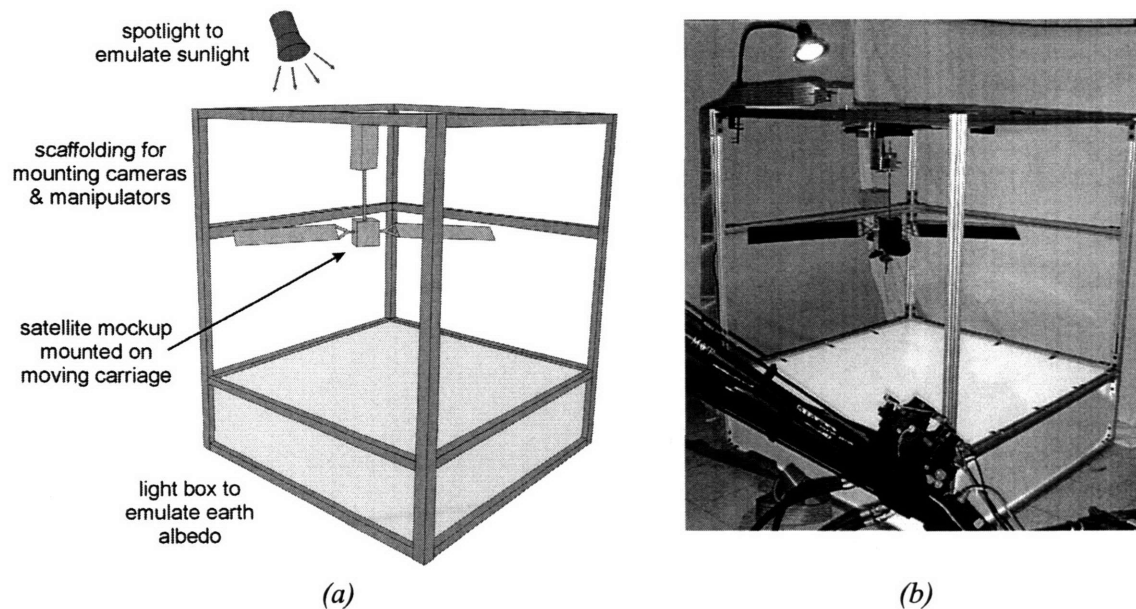 spotlight to
emulate sunlight
scaffolding for
mounting cameras
& manipulators
satellite mockup
mounted on
moving carriage
light box to
emulate earth
albedo
(a)
(b)